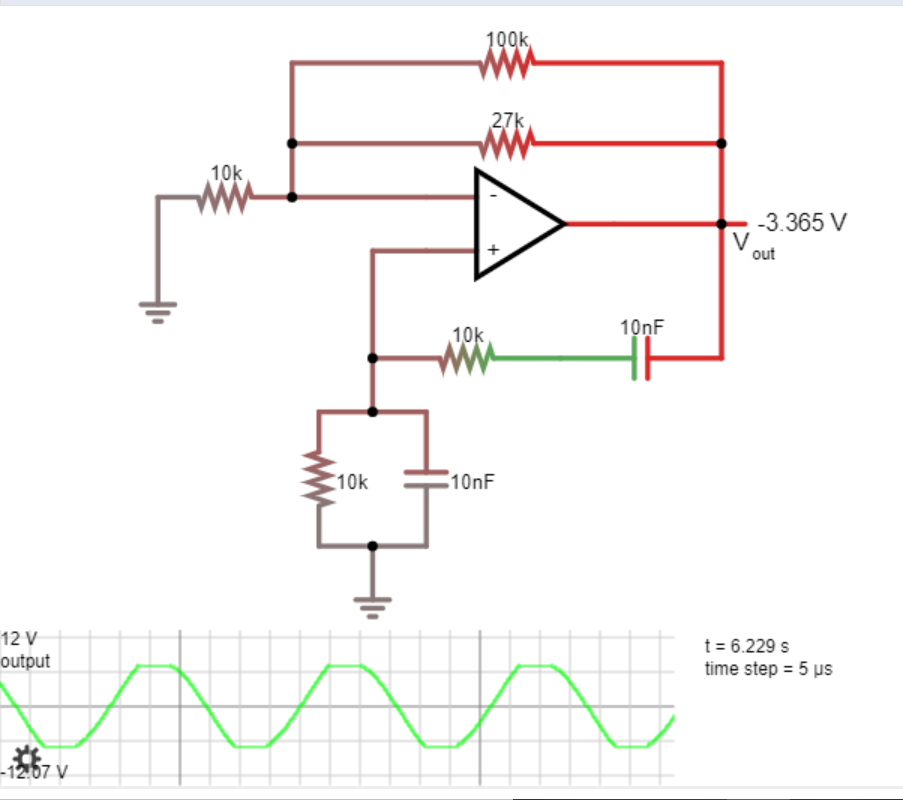 100k
27k
10k
-
+
-3.365 V
V
out
10k
10nF
10k
10nF
12 V
output
-12.07 V
t = 6.229 s
time step = 5 μs